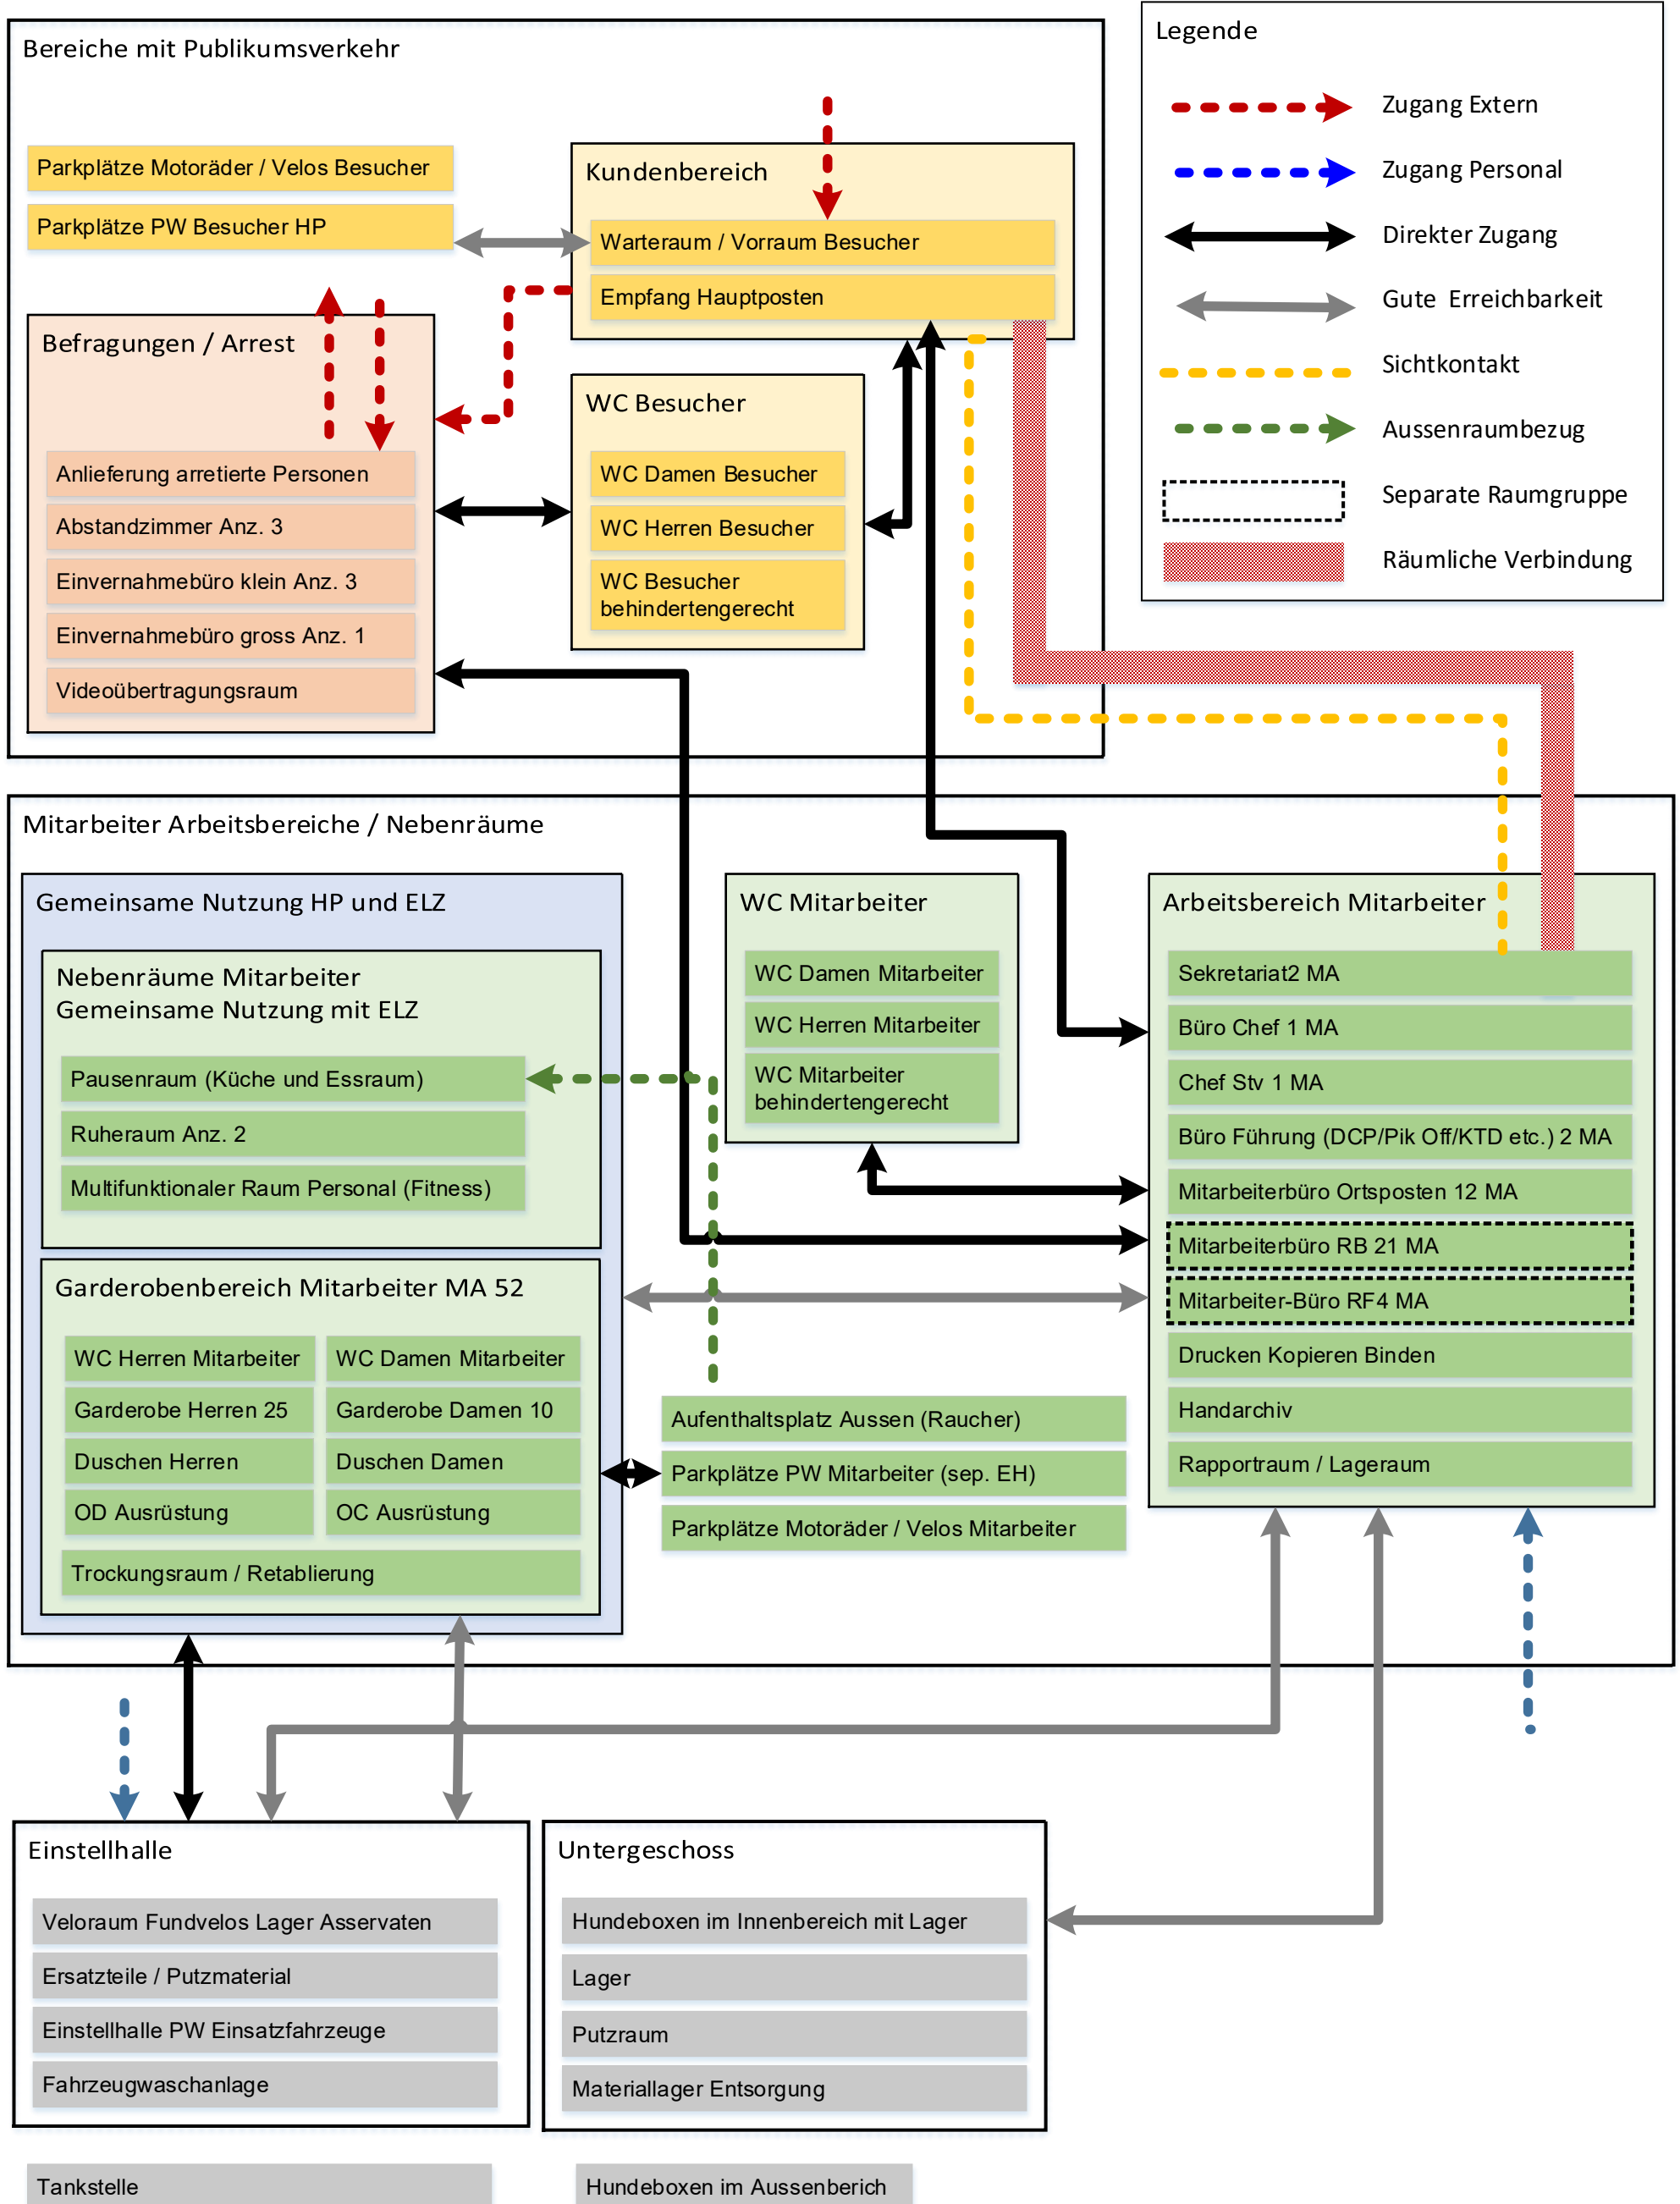 Bereiche mit Publikumsverkehr
Parkplätze Motoräder / Velos Besucher
Parkplätze PW Besucher HP
Kundenbereich
Warteraum / Vorraum Besucher
Empfang Hauptposten
Befragungen / Arrest
Anlieferung arretierte Personen
Abstandzimmer Anz. 3
Einvernahmebüro klein Anz. 3
Einvernahmebüro gross Anz. 1
Videoübertragungsraum
WC Besucher
WC Damen Besucher
WC Herren Besucher
WC Besucher
behindertengerecht
Legende
Zugang Extern
Zugang Personal
Direkter Zugang
Gute Erreichbarkeit
Sichtkontakt
Aussenraumbezug
Separate Raumgruppe
Räumliche Verbindung
Mitarbeiter Arbeitsbereiche / Nebenräume
Gemeinsame Nutzung HP und ELZ
Nebenräume Mitarbeiter
Gemeinsame Nutzung mit ELZ
Pausenraum (Küche und Essraum)
Ruheraum Anz. 2
Multifunktionaler Raum Personal (Fitness)
Garderobenbereich Mitarbeiter MA 52
WC Herren Mitarbeiter
WC Damen Mitarbeiter
Garderobe Herren 25
Garderobe Damen 10
Duschen Herren
Duschen Damen
OD Ausrüstung
OC Ausrüstung
Trockungsraum / Retablierung
WC Mitarbeiter
WC Damen Mitarbeiter
WC Herren Mitarbeiter
WC Mitarbeiter
behindertengerecht
Aufenthaltsplatz Aussen (Raucher)
Parkplätze PW Mitarbeiter (sep. EH)
Parkplätze Motoräder / Velos Mitarbeiter
Arbeitsbereich Mitarbeiter
Sekretariat2 MA
Büro Chef 1 MA
Chef Stv 1 MA
Büro Führung (DCP/Pik Off/KTD etc.) 2 MA
Mitarbeiterbüro Ortsposten 12 MA
Mitarbeiterbüro RB 21 MA
Mitarbeiter-Büro RF4 MA
Drucken Kopieren Binden
Handarchiv
Rapportraum / Lageraum
Einstellhalle
Veloraum Fundvelos Lager Asservaten
Ersatzteile / Putzmaterial
Einstellhalle PW Einsatzfahrzeuge
Fahrzeugwaschanlage
Tankstelle
Untergeschoss
Hundeboxen im Innenbereich mit Lager
Lager
Putzraum
Materiallager Entsorgung
Hundeboxen im Aussenberich